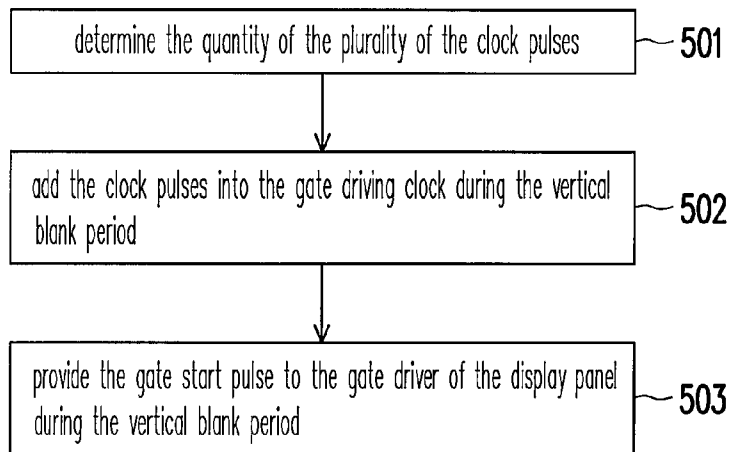 determine the quantity of the plurality of the clock pulses
501
add the clock pulses into the gate driving clock during the vertical
blank period
502
provide the gate start pulse to the gate driver of the display panel
during the vertical blank period
503